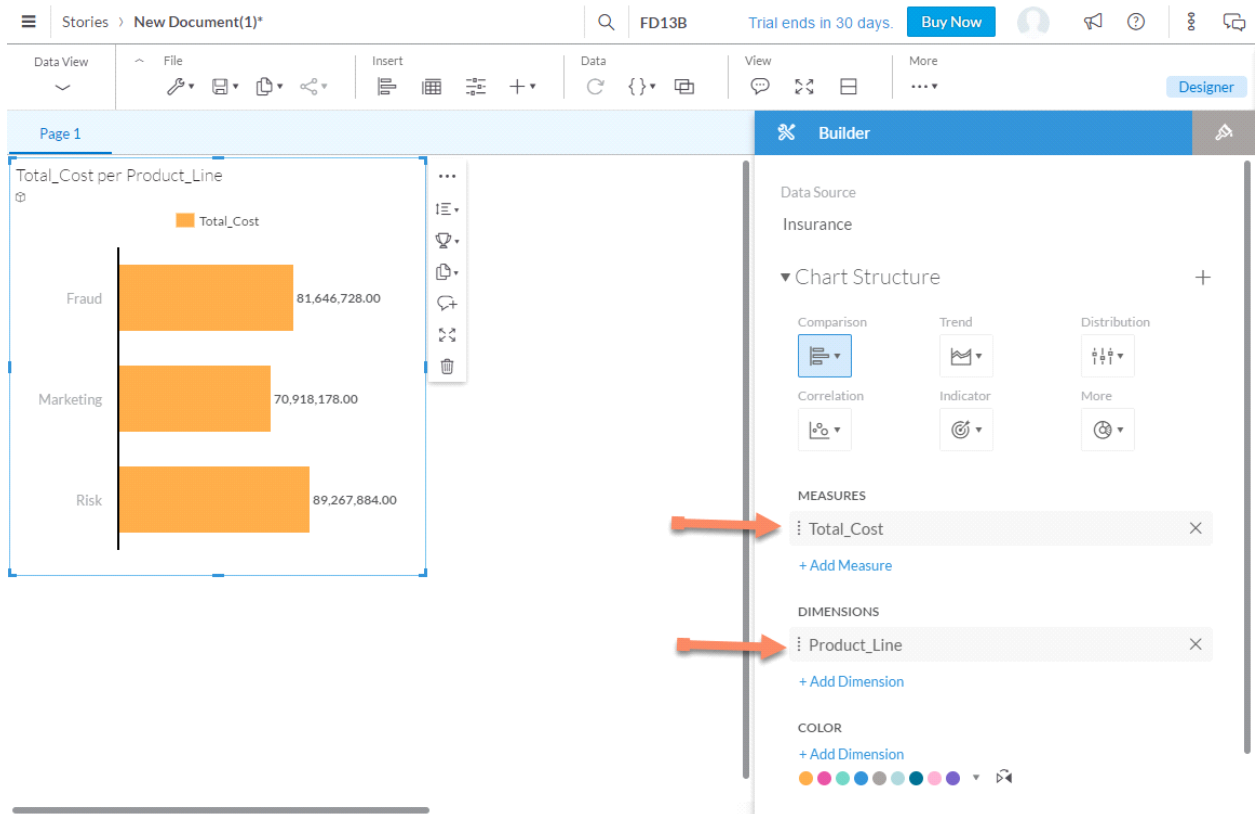 Stories > New Document(1)* FD13B Trial ends in 30 days. Buy Now
Data View File Insert Data View More
Designer
Page 1
Builder
Total_Cost per Product_Line
Total_Cost
Fraud 81,646,728.00
Marketing 70,918,178.00
Risk 89,267,884.00
Data Source
Insurance
Chart Structure
Comparison Trend Distribution
Correlation Indicator More
MEASURES
Total_Cost
+ Add Measure
DIMENSIONS
Product_Line
+ Add Dimension
COLOR
+ Add Dimension